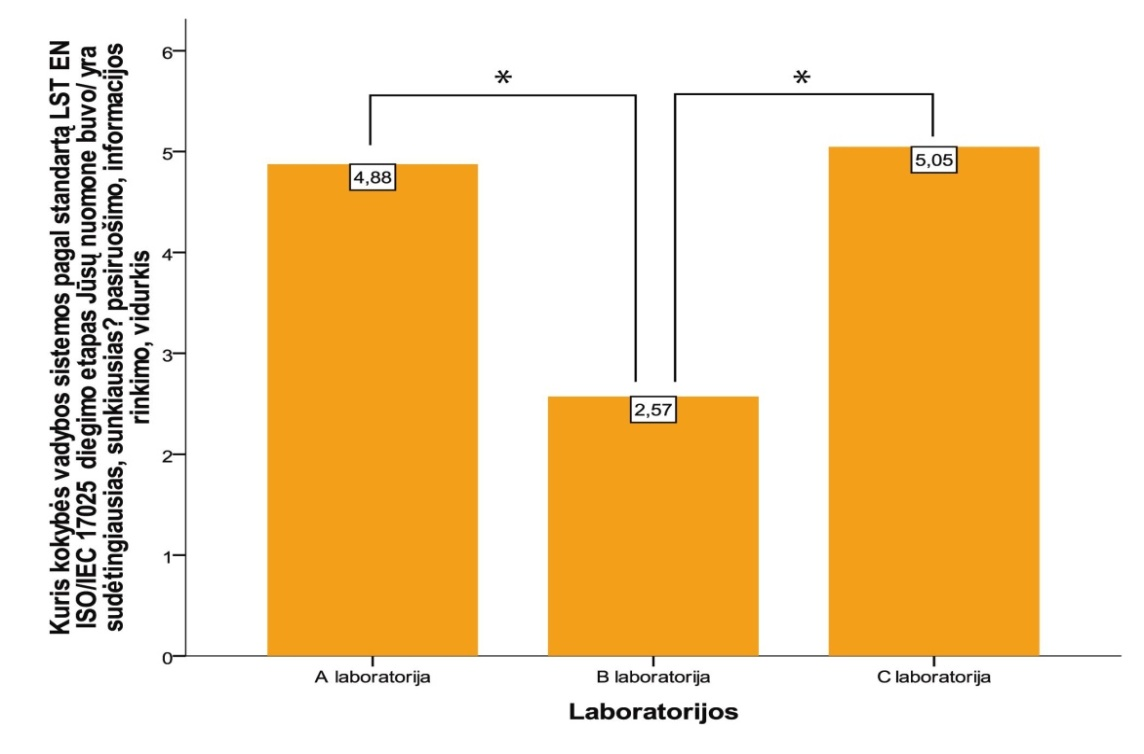 Kuris kokybės vadybos sistemos pagal standartą LST EN
ISO/IEC 17025 diegimo etapas Jūsų nuomone buvo/ yra
sudėtingiausias, sunkiausias? pasiruošimo, informacijos
rinkimo, vidurkis
6
5
4
3
2
1
0
*
*
4,88
2,57
5,05
A laboratorija
B laboratorija
C laboratorija
Laboratorijos